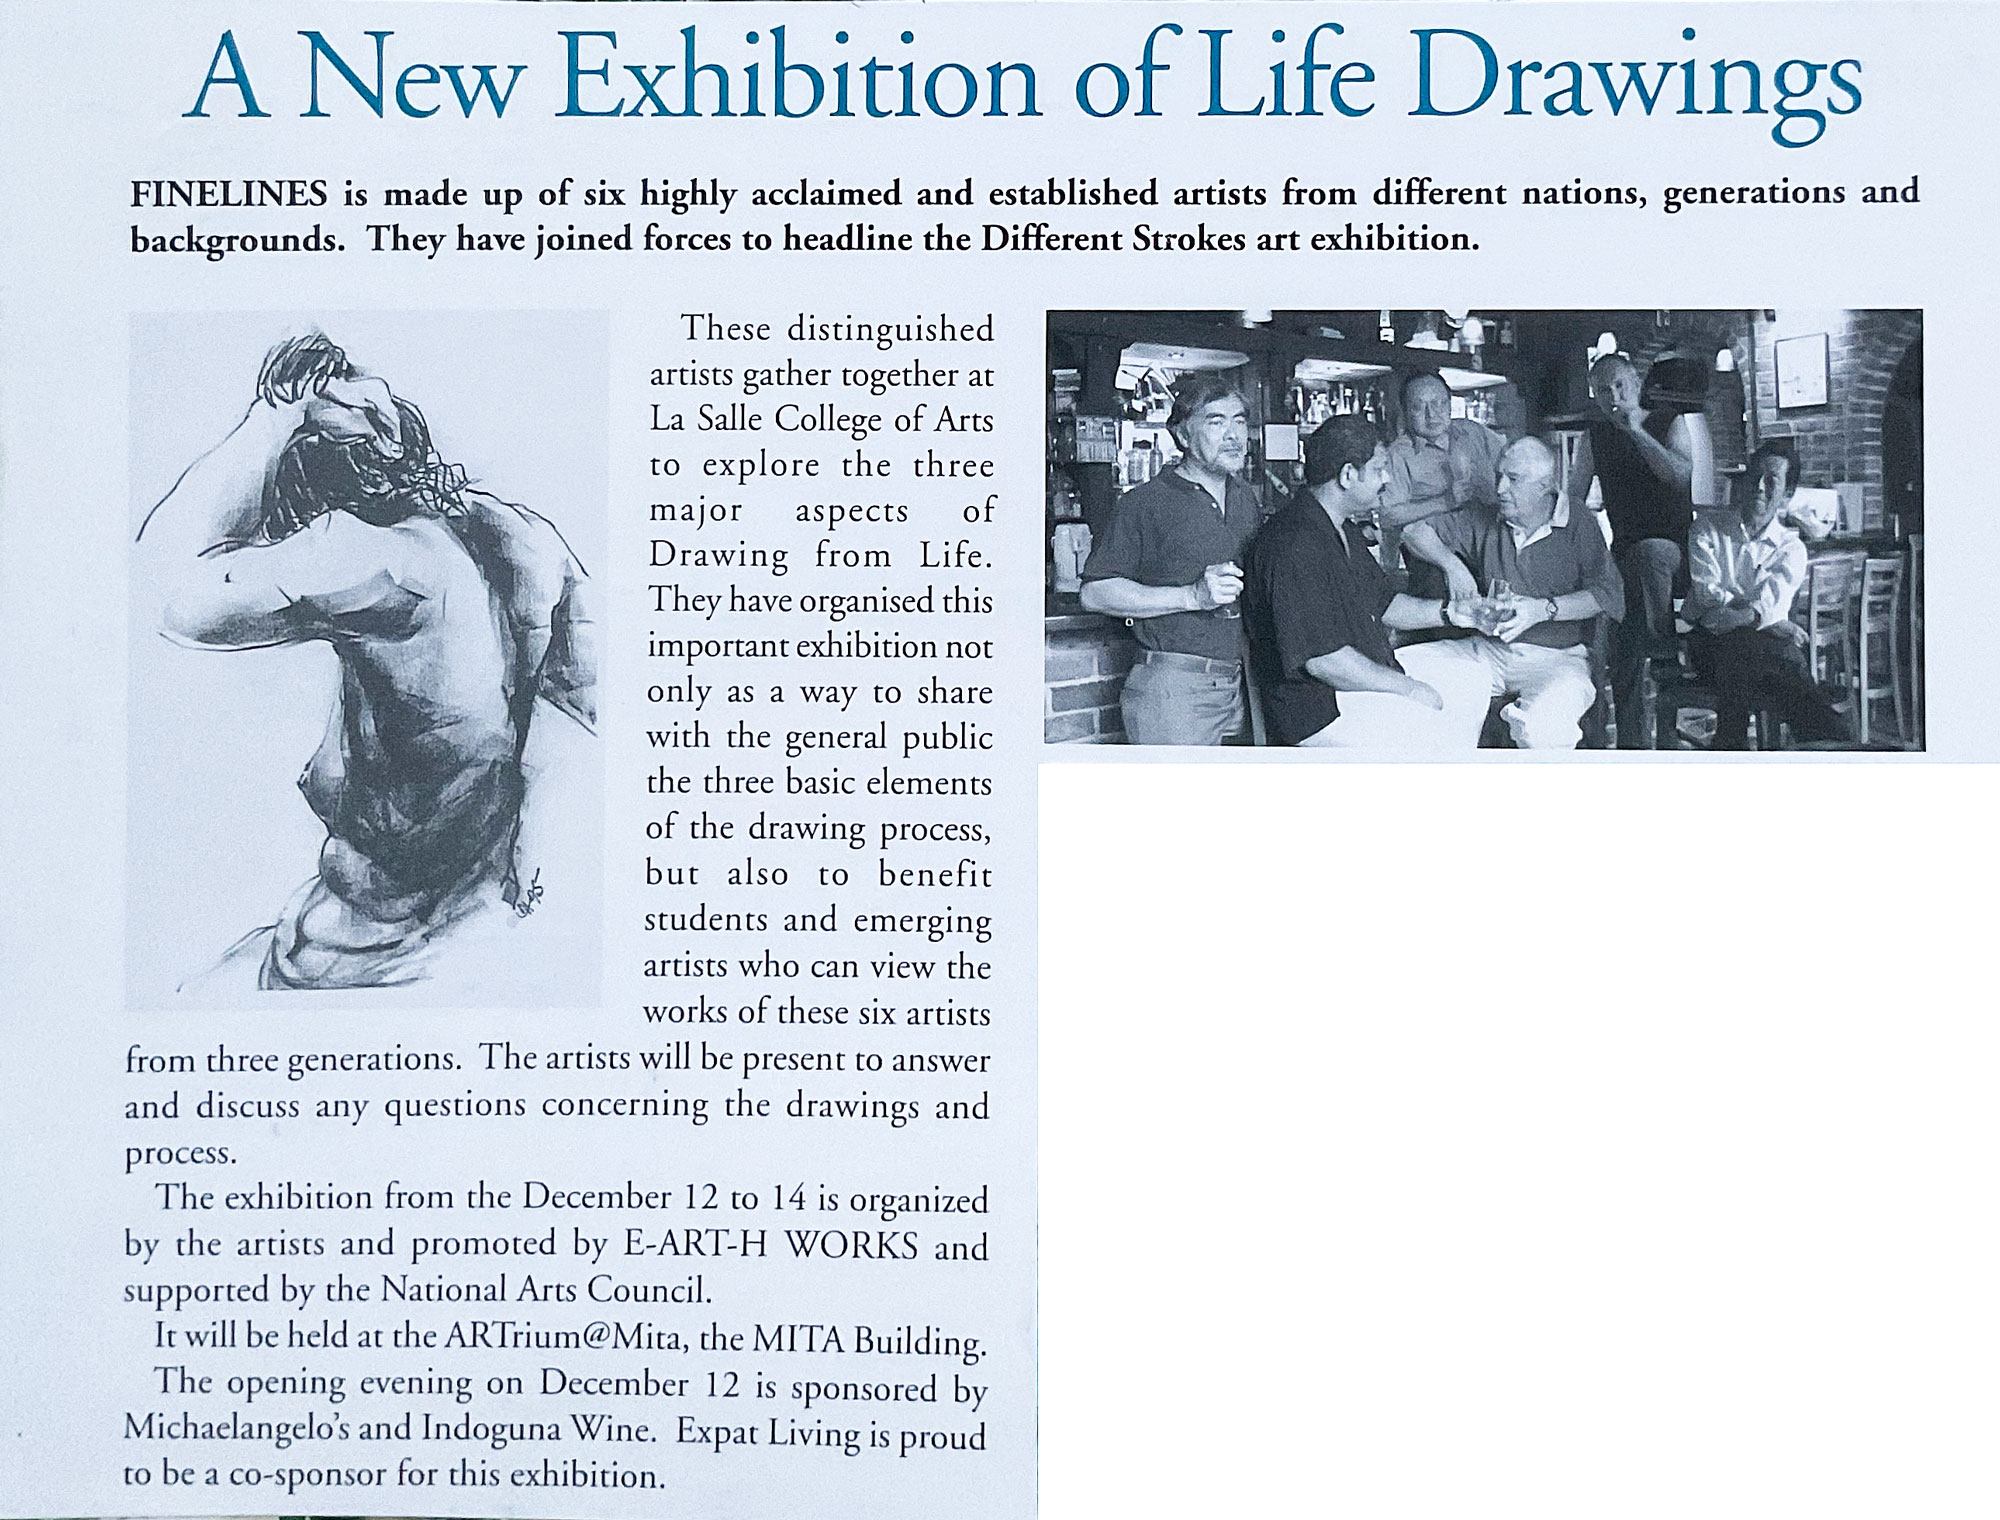 A New Exhibition of Life Drawings
FINELINES is made up of six highly acclaimed and established artists from different nations, generations and
backgrounds. They have joined forces to headline the Different Strokes art exhibition.
These distinguished
artists gather together at
La Salle College of Arts
to explore the three
major aspects of
Drawing from Life.
They have organised this
important exhibition not
only as a way to share
with the general public
the three basic elements
of the drawing process,
but also to benefit
students and emerging
artists who can view the
works of these six artists
from three generations. The artists will be present to answer
and discuss any questions concerning the drawings and
process.
The exhibition from the December 12 to 14 is organized
by the artists and promoted by E-ART-H WORKS and
supported by the National Arts Council.
It will be held at the ARTrium@Mita, the MITA Building.
The opening evening on December 12 is sponsored by
Michaelangelo's and Indoguna Wine. Expat Living is proud
to be a co-sponsor for this exhibition.